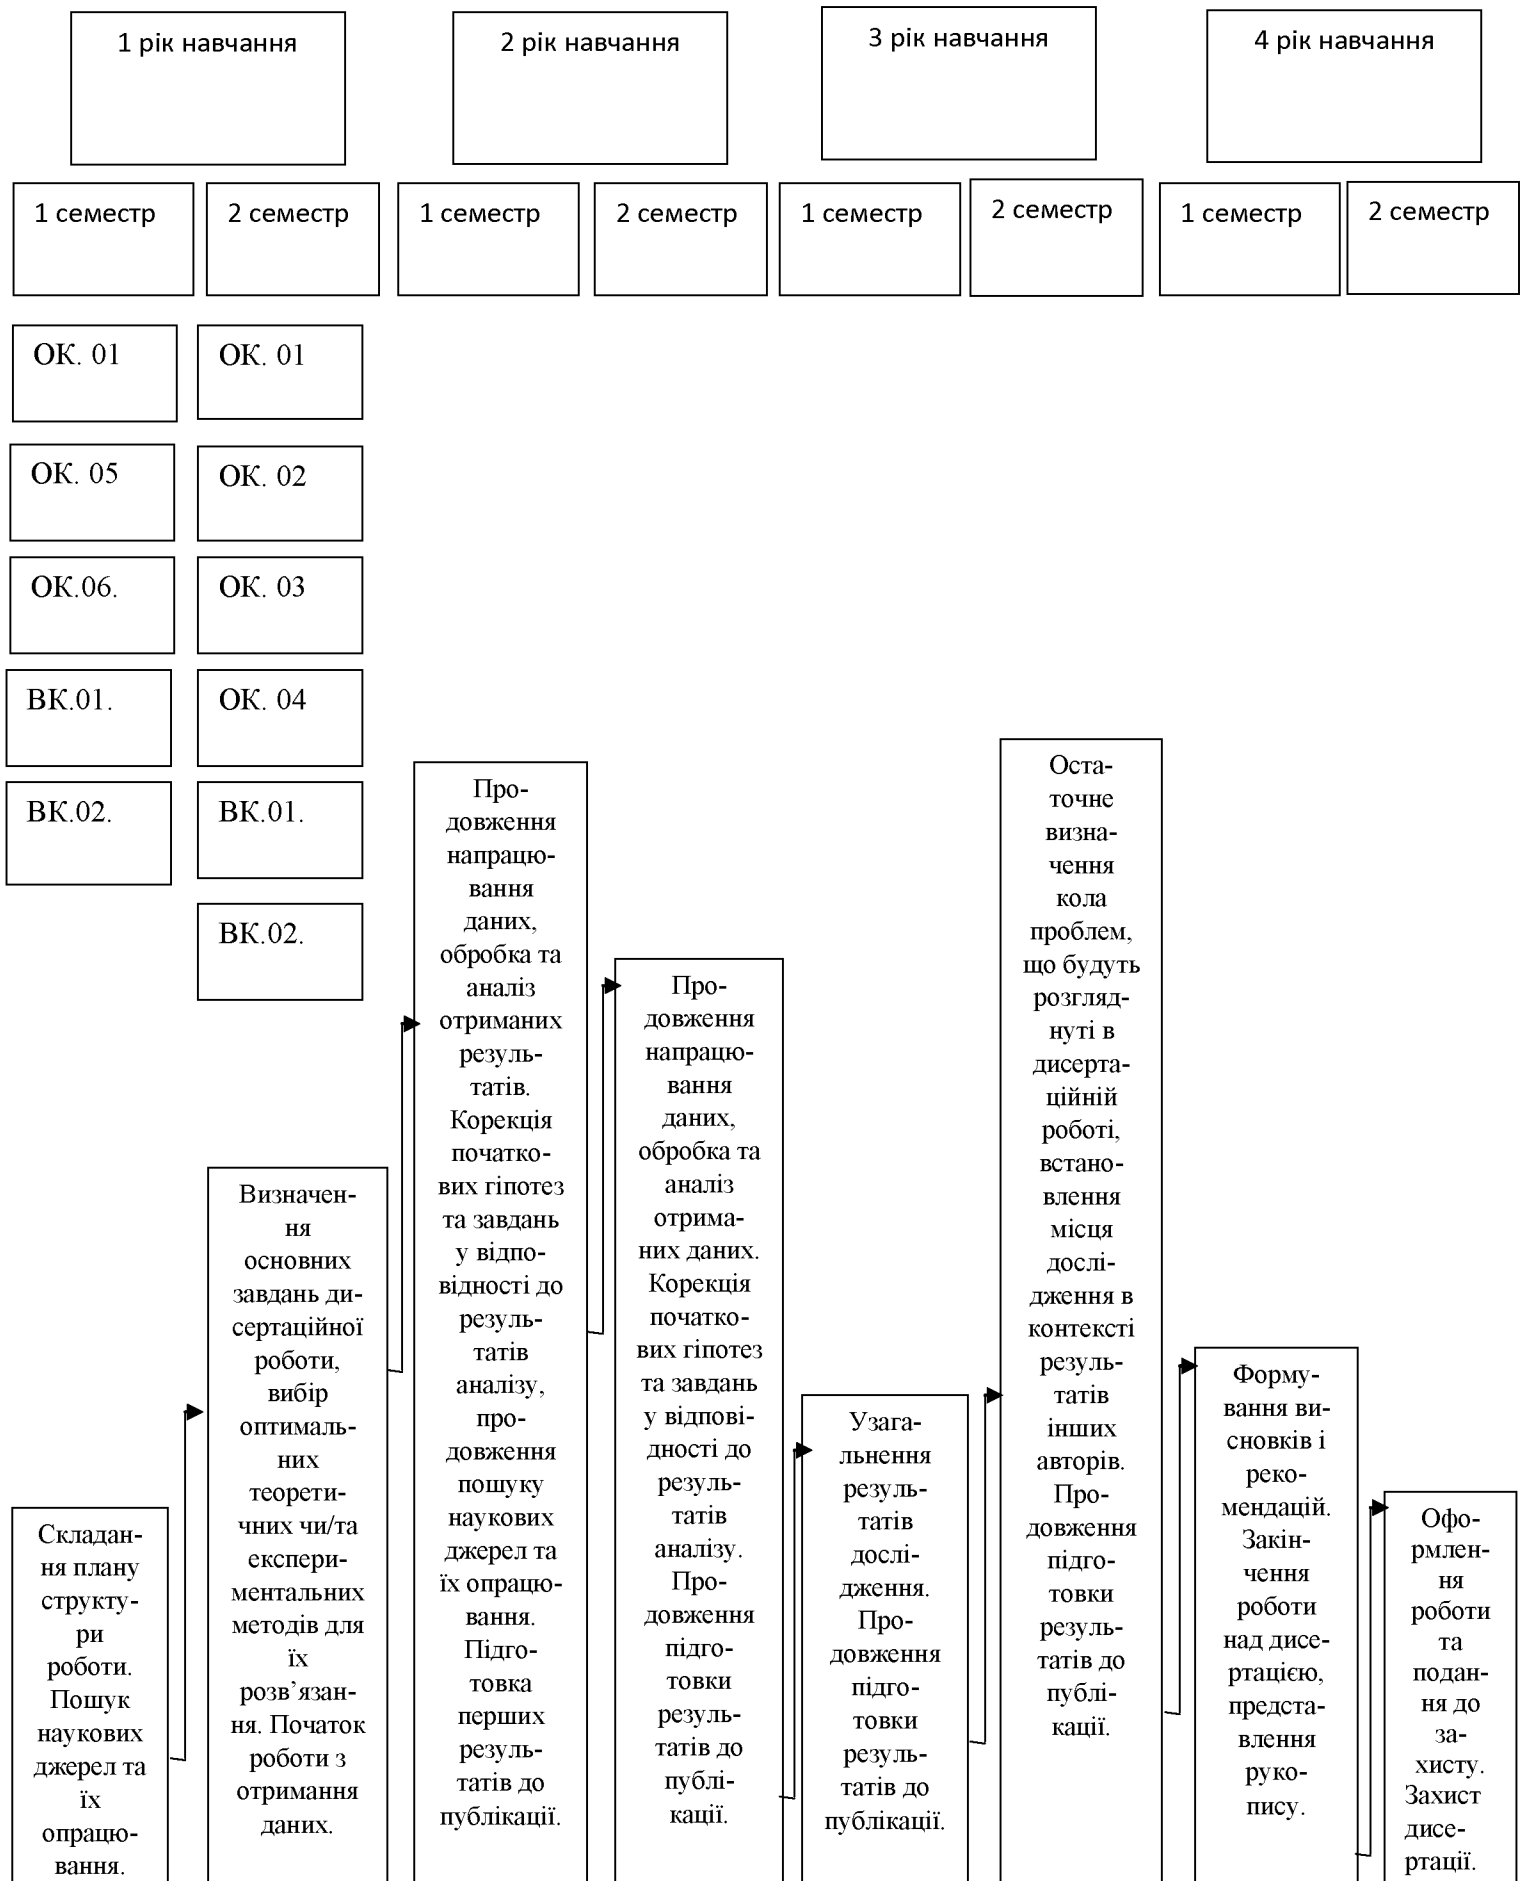 1 рік навчання
2 рік навчання
3 рік навчання
4 рік навчання
1 семестр
2 семестр
1 семестр
2 семестр
1 семестр
2 семестр
1 семестр
2 семестр
ОК. 01
ОК. 05
ОК.06.
ВК.01.
ВК.02.
ОК. 01
ОК. 02
ОК. 03
ОК. 04
ВК.01.
ВК.02.
Складан-
ня плану
структу-
ри
роботи.
Пошук
наукових
джерел та
їх
опрацю-
вання.
Визначен-
ня
основних
завдань ди-
сертаційної
роботи,
вибір
оптималь-
них
теорети-
чних чи/та
експери-
ментальних
методів для
їх
розв’язан-
ня. Початок
роботи з
отримання
даних.
Про-
довження
напрацю-
вання
даних,
обробка та
аналіз
отриманих
резуль-
татів.
Корекція
початко-
вих гіпотез
та завдань
у відпо-
відності до
резуль-
татів
аналізу,
про-
довження
пошуку
наукових
джерел та
їх опрацю-
вання.
Підго-
товка
перших
резуль-
татів до
публікації.
Про-
довження
напрацю-
вання
даних,
обробка та
аналіз
отрима-
них даних.
Корекція
початко-
вих гіпотез
та завдань
у відпові-
дності до
резуль-
татів
аналізу.
Про-
довження
підго-
товки
резуль-
татів до
публі-
кації.
Узага-
льнення
резуль-
татів
дослі-
дження.
Про-
довження
підго-
товки
резуль-
татів до
публікації.
Оста-
точне
визна-
чення
кола
проблем,
що будуть
розгляд-
нуті в
дисерта-
ційній
роботі,
встано-
влення
місця
дослі-
дження в
контексті
резуль-
татів
інших
авторів.
Про-
довження
підго-
товки
резуль-
татів до
публі-
кації.
Форму-
вання ви-
сновків і
реко-
мендацій.
Закін-
чення
роботи
над дисе-
ртацією,
предста-
влення
руко-
пису.
Офо-
рмлен-
ня
роботи
та
подан-
ня до
за-
хисту.
Захист
дисе-
ртації.